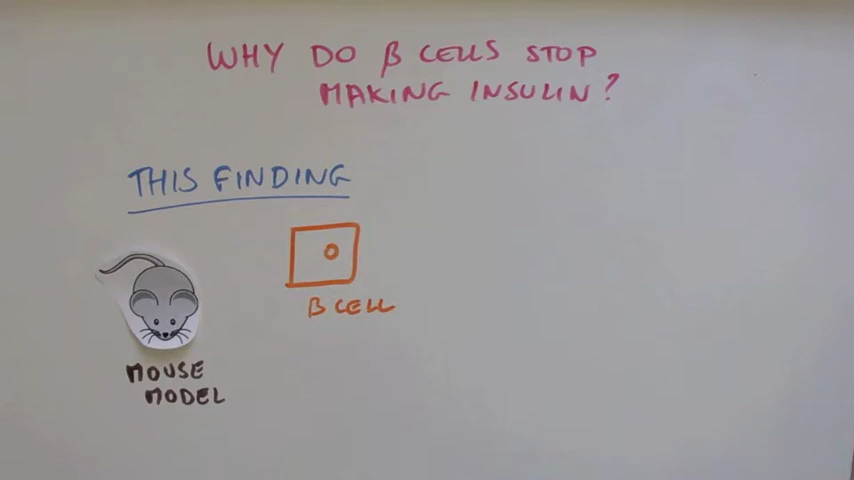 WHY DO β CELLS STOP
MAKING INSULIN?
THIS FINDING
β CELL
MOUSE
MODEL